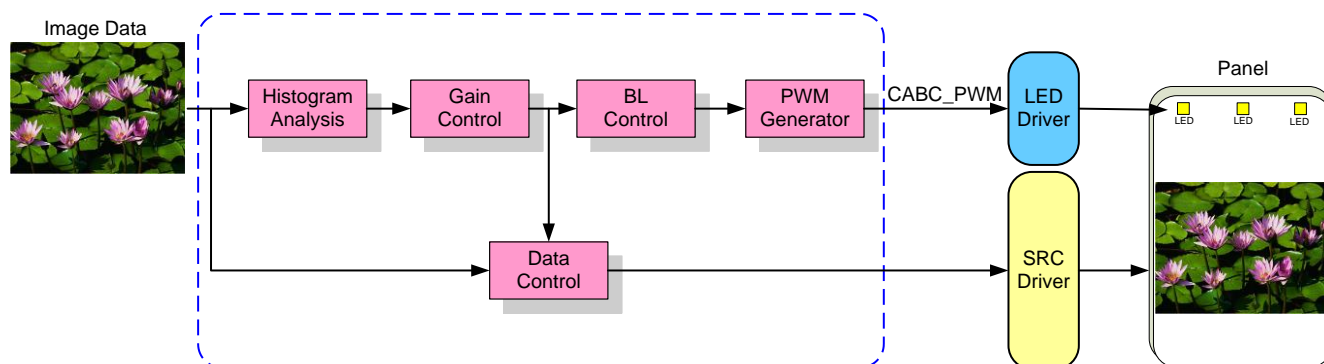 Image Data
Histogram
Analysis
Gain
Control
BL
Control
PWM
Generator
CABC_PWM
LED
Driver
Panel
LED
LED
LED
Data
Control
SRC
Driver